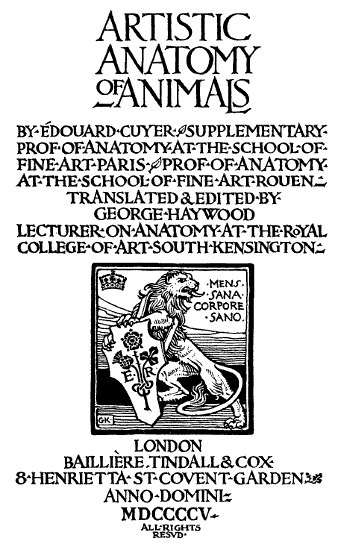 ARTISTIC
ANATOMY
OF ANIMALS
BY·ÉDOUARD·CUYER·SUPPLEMENTARY·
PROF·OF·ANATOMY·AT·THE·SCHOOL·OF·
FINE·ART·PARIS·PROF·OF·ANATOMY·
AT·THE·SCHOOL·OF·FINE·ART·ROUEN
TRANSLATED & EDITED·BY·
GEORGE·HAYWOOD
LECTURER·ON·ANATOMY·AT·THE·ROYAL
COLLEGE·OF·ART·SOUTH·KENSINGTON
·MENS·
·SANA·
CORPORE
·SANO·
E R
GK
LONDON
BAILLIÈRE·TINDALL & COX·
8·HENRIETTA·ST·COVENT·GARDEN
ANNO·DOMINI
MDCCCCV
ALL·RIGHTS
RESVD·